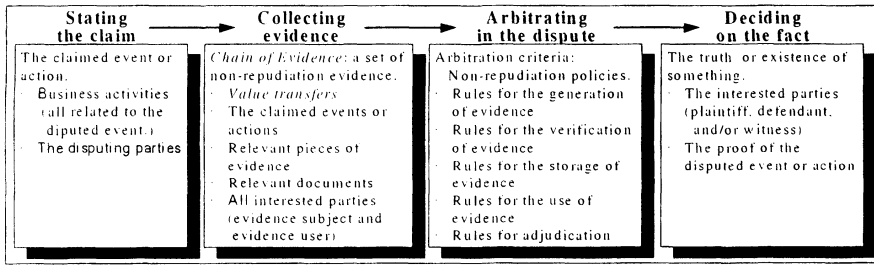 Stating
the claim
The claimed event or
action.
· Business activities
(all related to the
diputed event.)
· The disputing parties
Collecting
evidence
Chain of Evidence: a set of
non-repudiation evidence.
· Value transfers
· The claimed events or
actions
· Relevant pieces of
evidence
· Relevant documents
· All interested parties
(evidence subject and
evidence user)
Arbitrating
in the dispute
Arbitration criteria:
Non-repudiation policies.
· Rules for the generation
of evidence
· Rules for the verification
of evidence
· Rules for the storage of
evidence
· Rules for the use of
evidence
· Rules for adjudication
Deciding
on the fact
The truth or existence of
something.
· The interested parties
(plaintiff, defendant,
and/or witness)
· The proof of the
disputed event or action